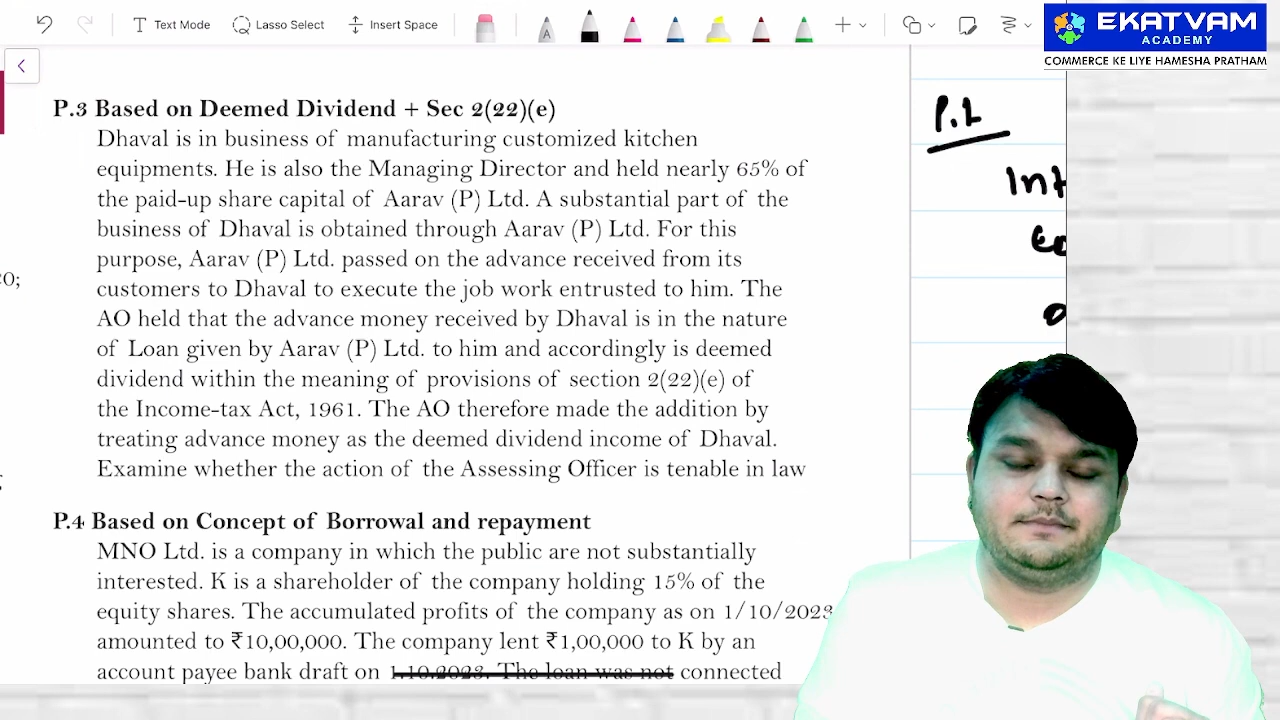 Text Mode
Lasso Select
Insert Space
A
EKATVAM
ACADEMY
COMMERCE KE LIYE HAMESHA PRATHAM
P.3 Based on Deemed Dividend + Sec 2(22)(e)
Dhaval is in business of manufacturing customized kitchen
equipments. He is also the Managing Director and held nearly 65% of
the paid-up share capital of Aarav (P) Ltd. A substantial part of the
business of Dhaval is obtained through Aarav (P) Ltd. For this
purpose, Aarav (P) Ltd. passed on the advance received from its
customers to Dhaval to execute the job work entrusted to him. The
AO held that the advance money received by Dhaval is in the nature
of Loan given by Aarav (P) Ltd. to him and accordingly is deemed
dividend within the meaning of provisions of section 2(22)(e) of
the Income-tax Act, 1961. The AO therefore made the addition by
treating advance money as the deemed dividend income of Dhaval.
Examine whether the action of the Assessing Officer is tenable in law
P.4 Based on Concept of Borrowal and repayment
MNO Ltd. is a company in which the public are not substantially
interested. K is a shareholder of the company holding 15% of the
equity shares. The accumulated profits of the company as on 1/10/2023
amounted to ₹10,00,000. The company lent ₹1,00,000 to K by an
account payee bank draft on 1.10.2023. The loan was not connected
0;
P.1
Int